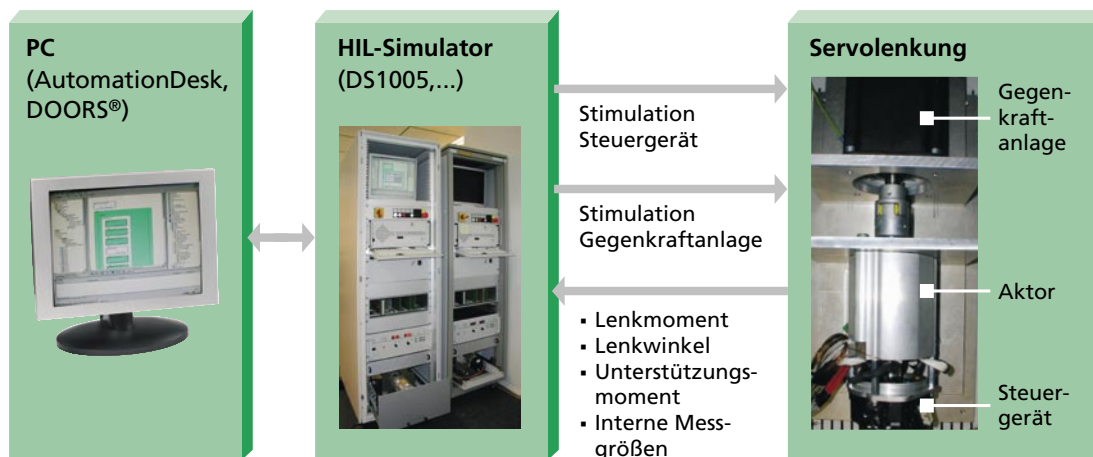 PC
(AutomationDesk,
DOORS®)
HIL-Simulator
(DS1005,...)
Stimulation
Steuergerät
Stimulation
Gegenkraftanlage
▪ Lenkmoment
▪ Lenkwinkel
▪ Unterstützungs-
moment
▪ Interne Mess-
größen
Servolenkung
Gegen-
kraft-
anlage
Aktor
Steuer-
gerät